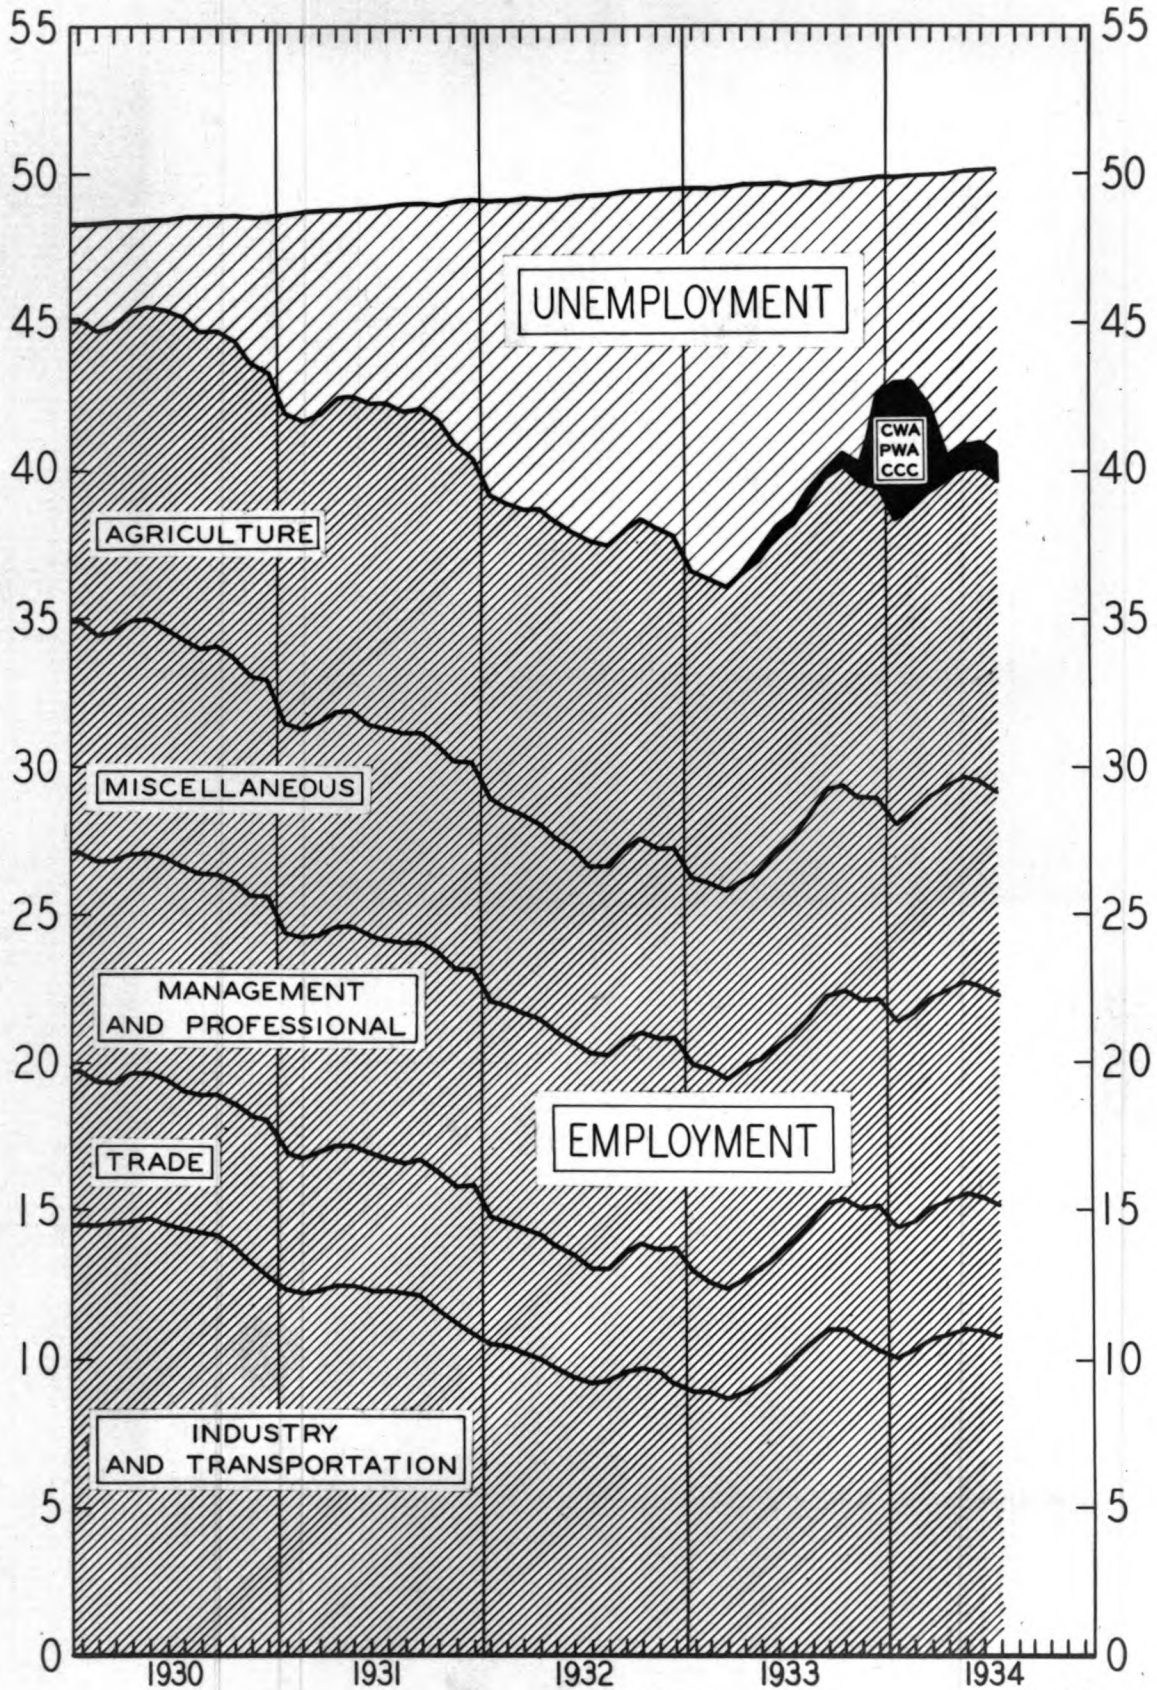 55 55
50 50
UNEMPLOYMENT
45 45
CWA
PWA
CCC
40 40
AGRICULTURE
35 35
30 30
MISCELLANEOUS
25 25
MANAGEMENT
AND PROFESSIONAL
20 20
EMPLOYMENT
TRADE
15 15
10 10
INDUSTRY
AND TRANSPORTATION
5 5
0 0
1930 1931 1932 1933 1934